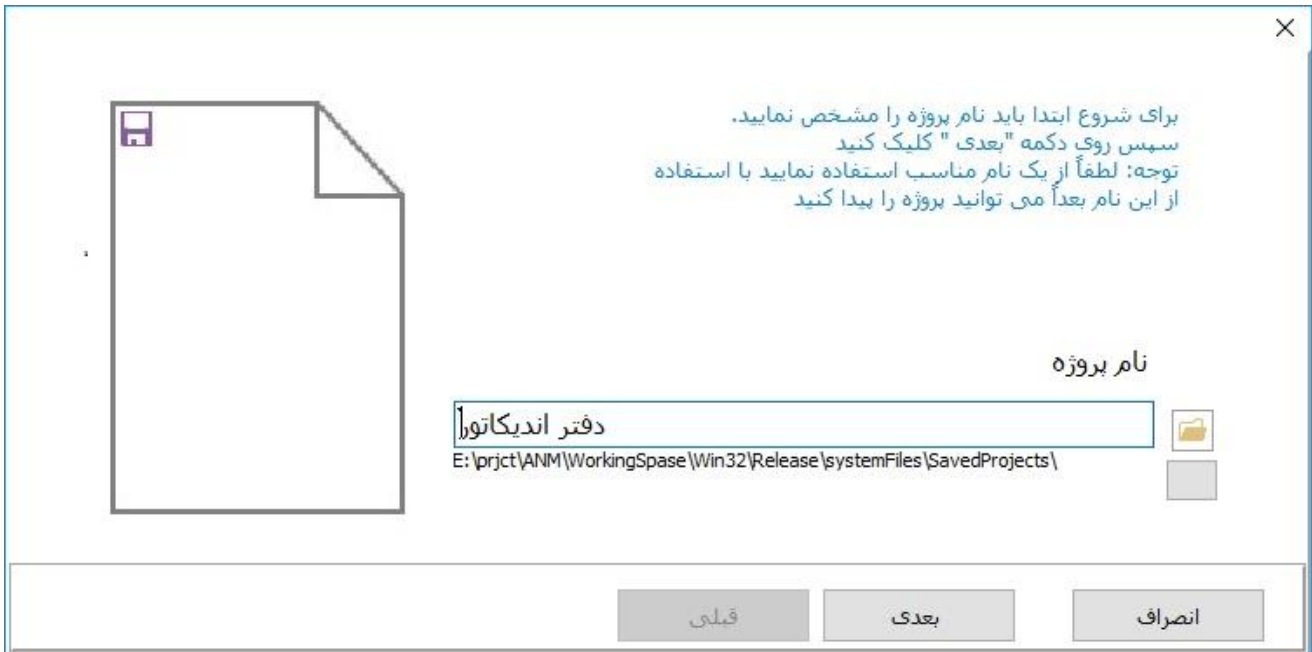 برای شروع ابتدا باید نام پروژه را مشخص نمایید.
سپس روی دکمه "بعدی " کلیک کنید
توجه: لطفاً از یک نام مناسب استفاده نمایید با استفاده
از این نام بعداً می توانید پروژه را پیدا کنید
نام پروژه
دفتر اندیکاتور
E:\prjct\ANM\WorkingSpase\Win32\Release\systemFiles\SavedProjects\
انصراف
بعدی
قبلی